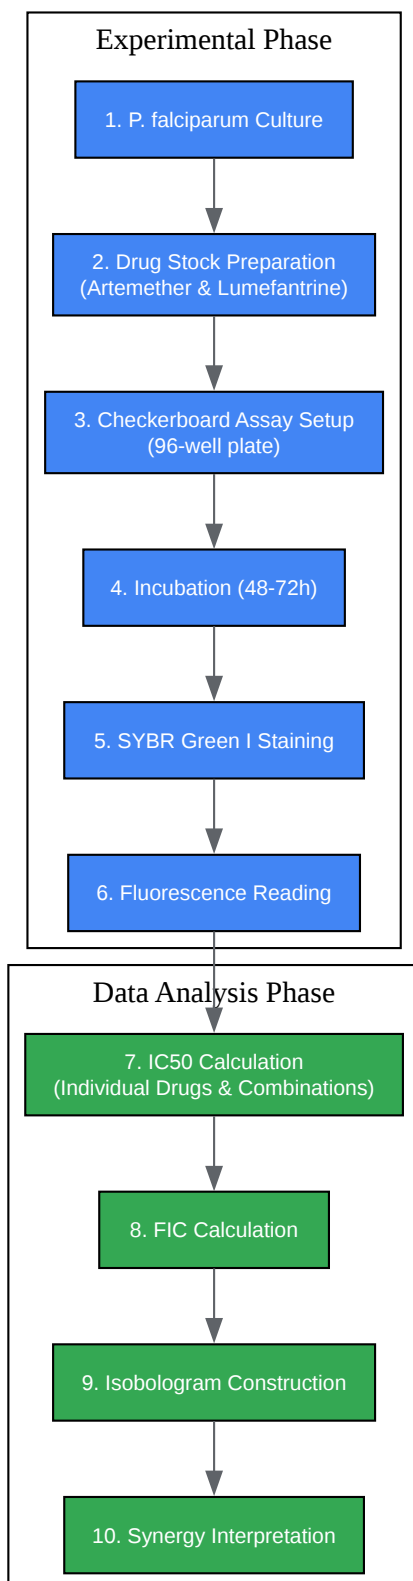 Experimental Phase
1. P. falciparum Culture
2. Drug Stock Preparation
(Artemether & Lumefantrine)
3. Checkerboard Assay Setup
(96-well plate)
4. Incubation (48-72h)
5. SYBR Green I Staining
6. Fluorescence Reading
Data Analysis Phase
7. IC50 Calculation
(Individual Drugs & Combinations)
8. FIC Calculation
9. Isobologram Construction
10. Synergy Interpretation